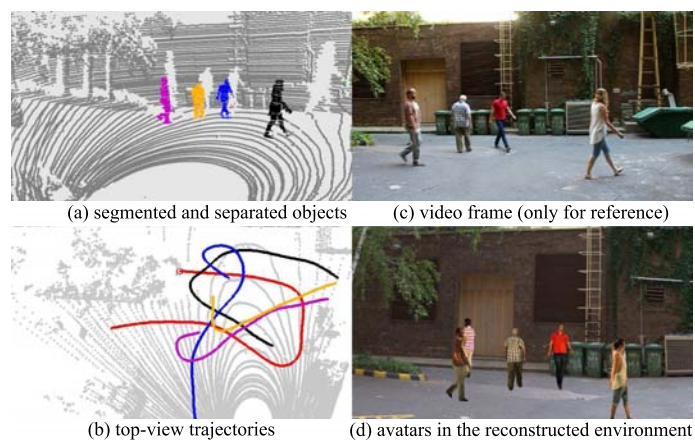 (a) segmented and separated objects
(c) video frame (only for reference)
(b) top-view trajectories
(d) avatars in the reconstructed environment